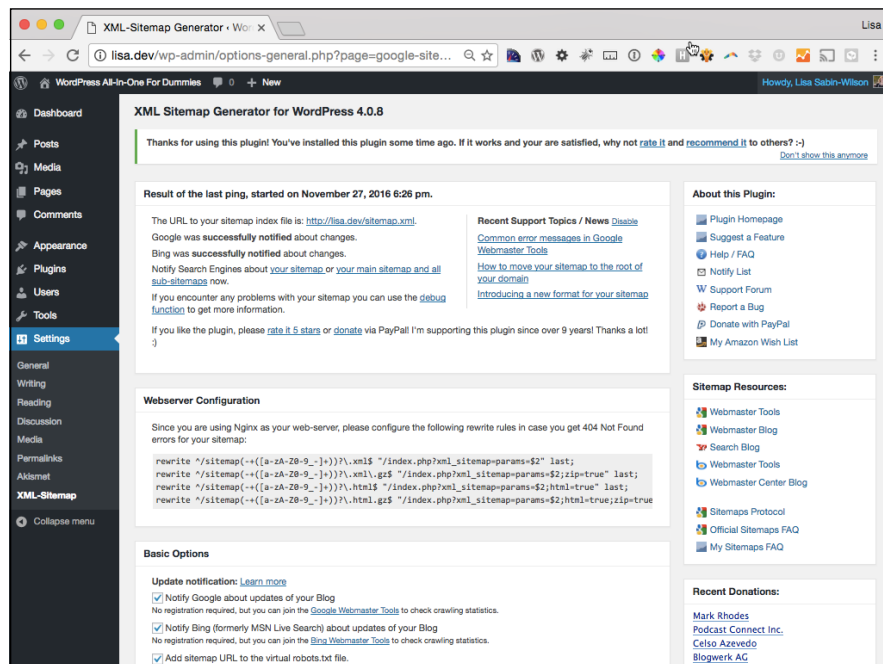 XML-Sitemap Generator ‹ Wor
Lisa
lisa.dev/wp-admin/options-general.php?page=google-site...
WordPress All-In-One For Dummies 0 + New
Howdy, Lisa Sabin-Wilson
Dashboard
Posts
Media
Pages
Comments
Appearance
Plugins
Users
Tools
Settings
General
Writing
Reading
Discussion
Media
Permalinks
Akismet
XML-Sitemap
Collapse menu
XML Sitemap Generator for WordPress 4.0.8
Thanks for using this plugin! You've installed this plugin some time ago. If it works and your are satisfied, why not rate it and recommend it to others? :-)
Don't show this anymore
Result of the last ping, started on November 27, 2016 6:26 pm.
The URL to your sitemap index file is: http://lisa.dev/sitemap.xml.
Google was successfully notified about changes.
Bing was successfully notified about changes.
Notify Search Engines about your sitemap or your main sitemap and all
sub-sitemaps now.
If you encounter any problems with your sitemap you can use the debug
function to get more information.
If you like the plugin, please rate it 5 stars or donate via PayPal! I'm supporting this plugin since over 9 years! Thanks a lot!
:)
Recent Support Topics / News Disable
Common error messages in Google
Webmaster Tools
How to move your sitemap to the root of
your domain
Introducing a new format for your sitemap
Webserver Configuration
Since you are using Nginx as your web-server, please configure the following rewrite rules in case you get 404 Not Found
errors for your sitemap:
rewrite ^/sitemap(-+([a-zA-Z0-9_-]+))?\.xml$ "/index.php?xml_sitemap=params=$2" last;
rewrite ^/sitemap(-+([a-zA-Z0-9_-]+))?\.xml\.gz$ "/index.php?xml_sitemap=params=$2;zip=true" last;
rewrite ^/sitemap(-+([a-zA-Z0-9_-]+))?\.html$ "/index.php?xml_sitemap=params=$2;html=true" last;
rewrite ^/sitemap(-+([a-zA-Z0-9_-]+))?\.html.gz$ "/index.php?xml_sitemap=params=$2;html=true;zip=true
Basic Options
Update notification: Learn more
Notify Google about updates of your Blog
No registration required, but you can join the Google Webmaster Tools to check crawling statistics.
Notify Bing (formerly MSN Live Search) about updates of your Blog
No registration required, but you can join the Bing Webmaster Tools to check crawling statistics.
Add sitemap URL to the virtual robots.txt file.
About this Plugin:
Plugin Homepage
Suggest a Feature
Help / FAQ
Notify List
Support Forum
Report a Bug
Donate with PayPal
My Amazon Wish List
Sitemap Resources:
Webmaster Tools
Webmaster Blog
Search Blog
Webmaster Tools
Webmaster Center Blog
Sitemaps Protocol
Official Sitemaps FAQ
My Sitemaps FAQ
Recent Donations:
Mark Rhodes
Podcast Connect Inc.
Celso Azevedo
Blogwerk AG